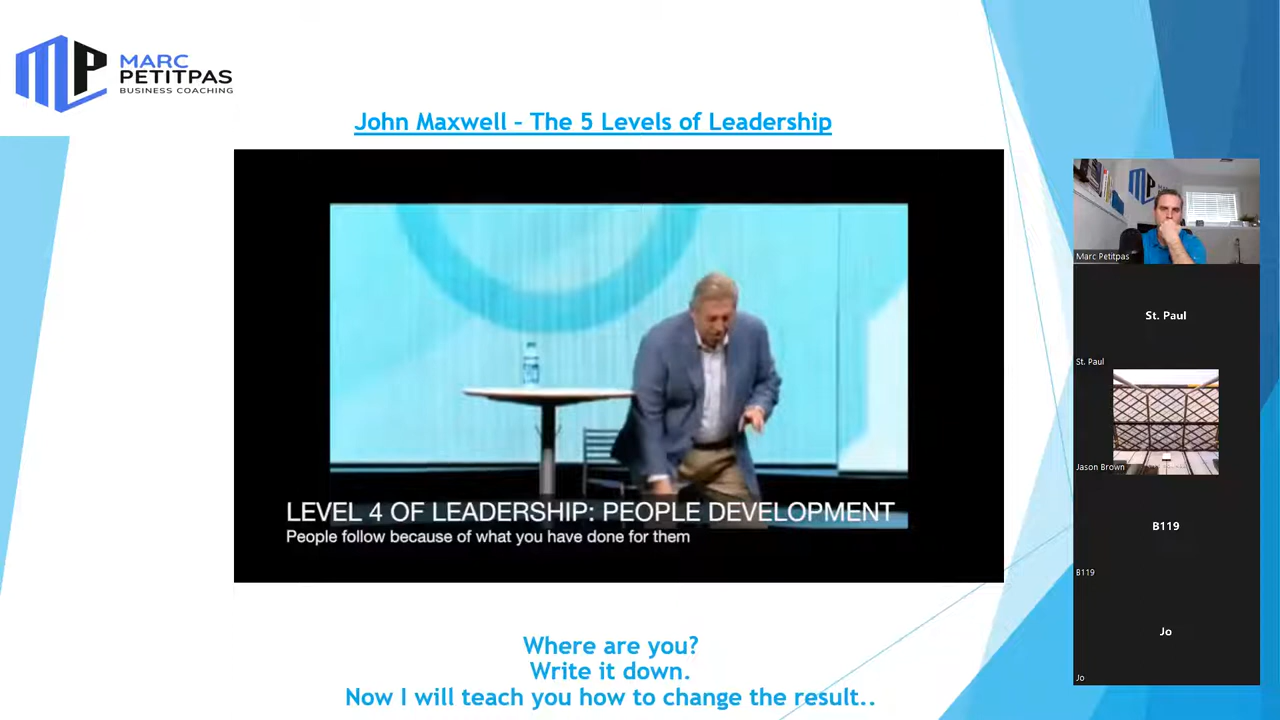 MARC
PETITPAS
BUSINESS COACHING
John Maxwell – The 5 Levels of Leadership
LEVEL 4 OF LEADERSHIP: PEOPLE DEVELOPMENT
People follow because of what you have done for them
Where are you?
Write it down.
Now I will teach you how to change the result..
Marc Petitpas
St. Paul
St. Paul
Jason Brown
B119
B119
Jo
Jo